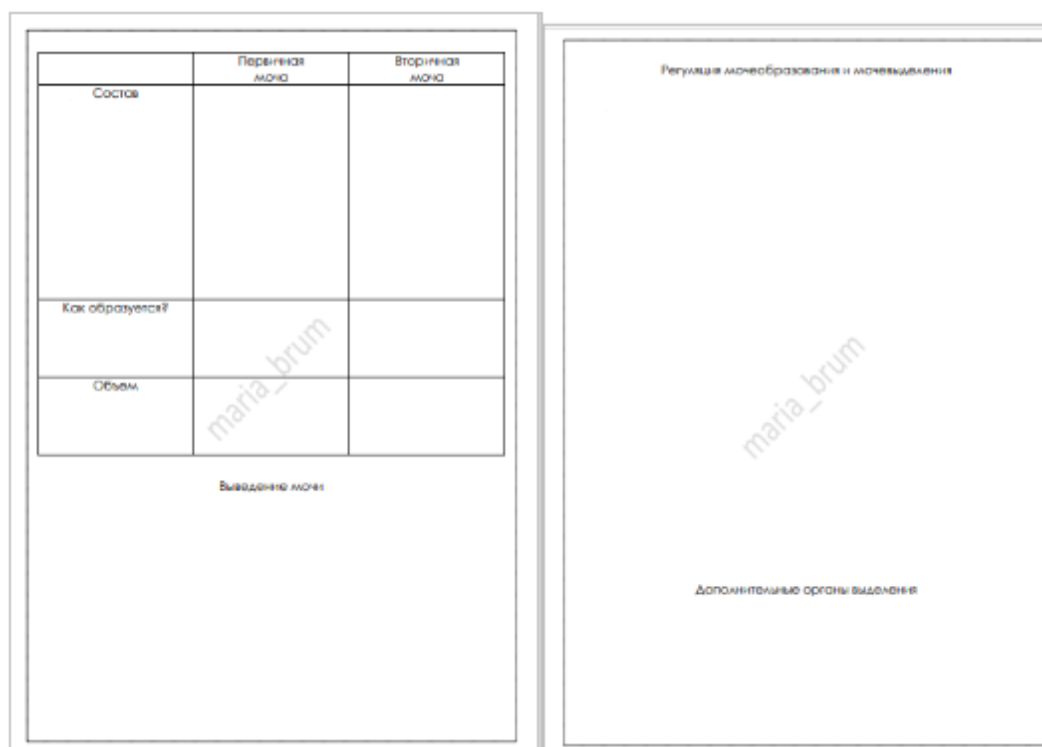 Первичная
моча
Вторичная
моча
Состав
Как образуется?
Объем
maria_brum
Выведение мочи
Регуляция мочеобразования и мочевыделения
maria_brum
Дополнительные органы выделения